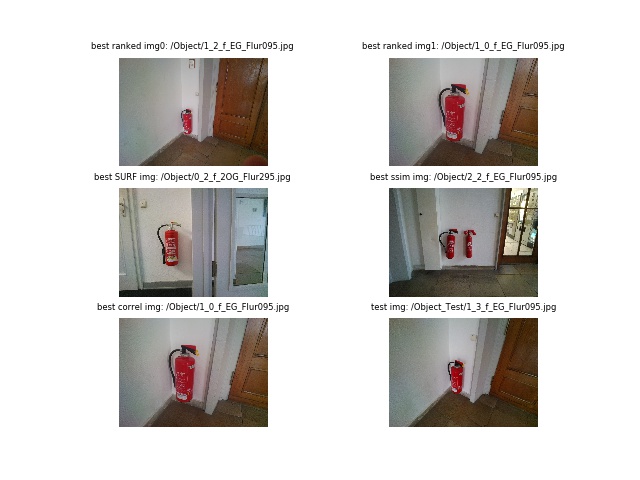 best ranked img0: /Object/1_2_f_EG_Flur095.jpg
best ranked img1: /Object/1_0_f_EG_Flur095.jpg
best SURF img: /Object/0_2_f_2OG_Flur295.jpg
best ssim img: /Object/2_2_f_EG_Flur095.jpg
best correl img: /Object/1_0_f_EG_Flur095.jpg
test img: /Object_Test/1_3_f_EG_Flur095.jpg